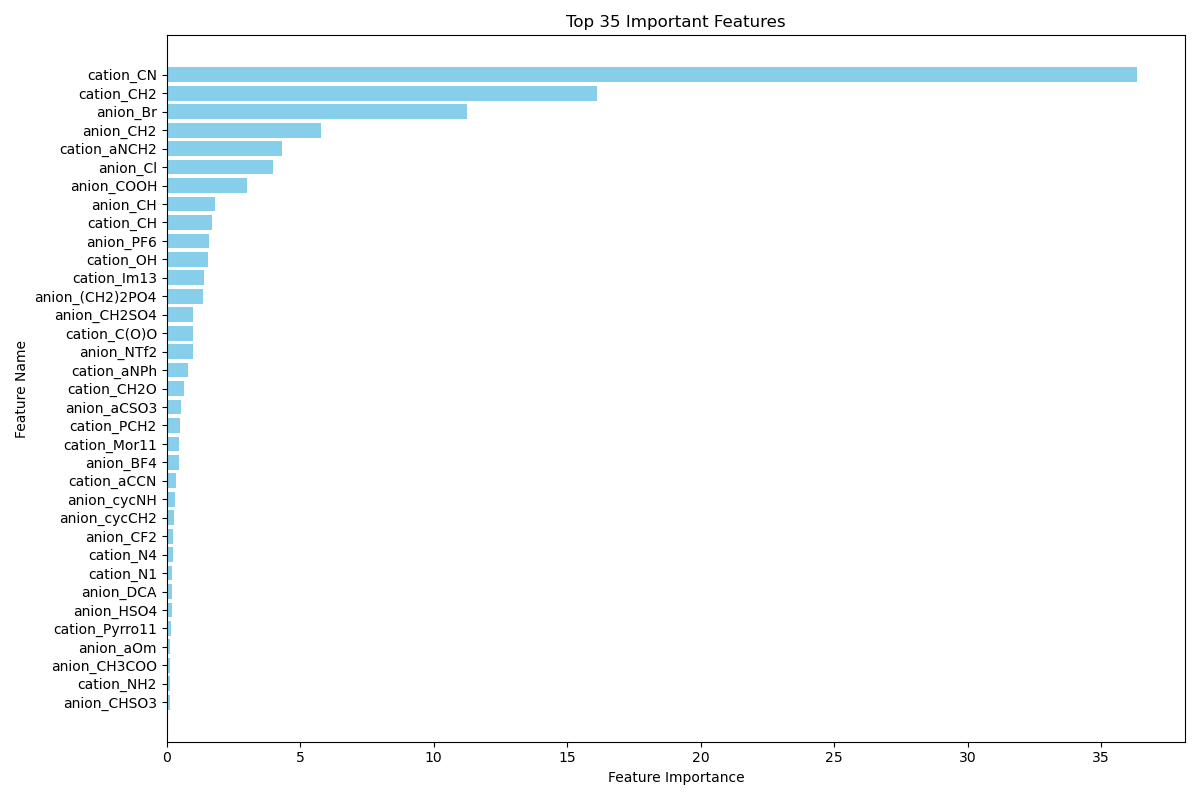 Top 35 Important Features
Feature Name
cation_CN
cation_CH2
anion_Br
anion_CH2
cation_aNCH2
anion_Cl
anion_COOH
anion_CH
cation_CH
anion_PF6
cation_OH
cation_Im13
anion_(CH2)2PO4
anion_CH2SO4
cation_C(O)O
anion_NTf2
cation_aNPh
cation_CH2O
anion_aCSO3
cation_PCH2
cation_Mor11
anion_BF4
cation_aCCN
anion_cycNH
anion_cycCH2
anion_CF2
cation_N4
cation_N1
anion_DCA
anion_HSO4
cation_Pyrro11
anion_aOm
anion_CH3COO
cation_NH2
anion_CHSO3
0 5 10 15 20 25 30 35
Feature Importance